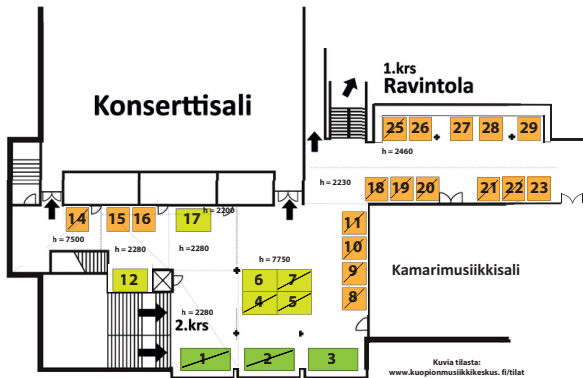 1.krs
Ravintola
Konserttisali
25 26 27 28 29
h = 2460
h = 2230
18 19 20 21 22 23
14 15 16 17
h = 2200
11
h = 7500
h = 2280
h =2280
10
h = 7750
9
Kamarimusiikkisali
12
6 7
4 5
8
h = 2280
2.krs
1 2 3
Kuvia tilasta:
www.kuopionmusiikkikeskus. fi/tilat